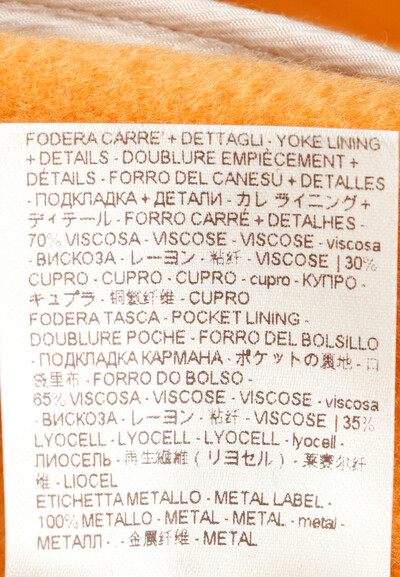 FODERA CARRE' + DETTAGLI - YOKE LINING
+ DETAILS - DOUBLURE EMPIÈCEMENT +
DÉTAILS - FORRO DEL CANESÚ + DETALLES
- ПОДКЛАДКА + ДЕТАЛИ - カレ ライニング +
ディテール - FORRO CARRÉ + DETALHES -
70% VISCOSA - VISCOSE - VISCOSE - viscosa
- ВИСКОЗА - レーヨン - 粘纤 - VISCOSE | 30%
CUPRO - CUPRO - CUPRO - cupro - КУПРО -
キュプラ - 铜氨纤维 - CUPRO
FODERA TASCA - POCKET LINING -
DOUBLURE POCHE - FORRO DEL BOLSILLO
- ПОДКЛАДКА КАРМАНА - ポケットの裏地 - 口
袋里布 - FORRO DO BOLSO -
65% VISCOSA - VISCOSE - VISCOSE - viscosa
- ВИСКОЗА - レーヨン - 粘纤 - VISCOSE | 35%
LYOCELL - LYOCELL - LYOCELL - lyocell -
ЛИОСЕЛЬ - 再生繊維 ( リヨセル ) - 莱赛尔纤
维 - LIOCEL
ETICHETTA METALLO - METAL LABEL -
100% METALLO - METAL - METAL - metal -
МЕТАЛЛ - . - 金属纤维 - METAL